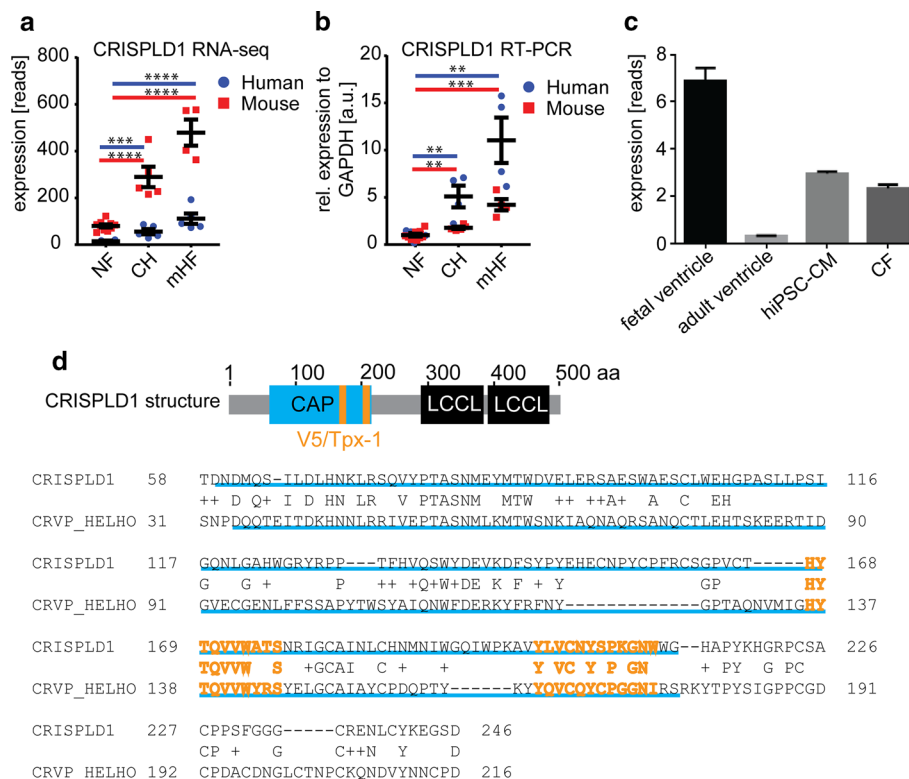 a
CRISPLD1 RNA-seq
expression [reads]
800
600
400
200
0
****
****
***
****
Human
Mouse
NF
CH
mHF
b
CRISPLD1 RT-PCR
rel. expression to
GAPDH [a.u.]
20
15
10
5
0
**
***
**
**
Human
Mouse
NF
CH
mHF
c
expression [reads]
8
6
4
2
0
fetal ventricle
adult ventricle
hiPSC-CM
CF
d
1 100 200 300 400 500 aa
CRISPLD1 structure
CAP LCCL LCCL
V5/Tpx-1
CRISPLD1 58 TDNDMQS-ILDLHNKLRSQVYPTASNMEYMTWDVELERSAESWAESCLWEHGPASLLPSI 116
++ D Q+ I D HN LR V PTASNM MTW ++ ++A+ A C EH
CRVP_HELHO 31 SNPDQQTEITDKHNNLRRIVEPTASNMLKMTWSNKIAQNAQRSANQCTLEHTSKEERTID 90
CRISPLD1 117 GQNLGAHWGRYRPP---TFHVQSWYDEVKDFSYPYEHECNPYCPFRCSGPVCT-----HY 168
G G + P ++ +Q+W+DE K F + Y GP HY
CRVP_HELHO 91 GVECGENLFFSSAPYTWSYAIQNWFDERKYFRFNY-------------GPTAQNVMIGHY 137
CRISPLD1 169 TQVVWATSNRIGCAINLCHNMNIWGQIWPKAVYLVCNYSPKGNWWG--HAPYKHGRPCSA 226
TQVVW S +GCAI C + + Y VC Y P GN + PY G PC
CRVP_HELHO 138 TQVVWYRSYELGCAIAYCPDQPTY------KYYQVCQYCPGGNIRSRKYTPYSIGPPCGD 191
CRISPLD1 227 CPPSFGGG-----CRENLCYKEGSD 246
CP + G C++N Y D
CRVP_HELHO 192 CPDACDNGLCTNPCKQNDVYNNCPD 216